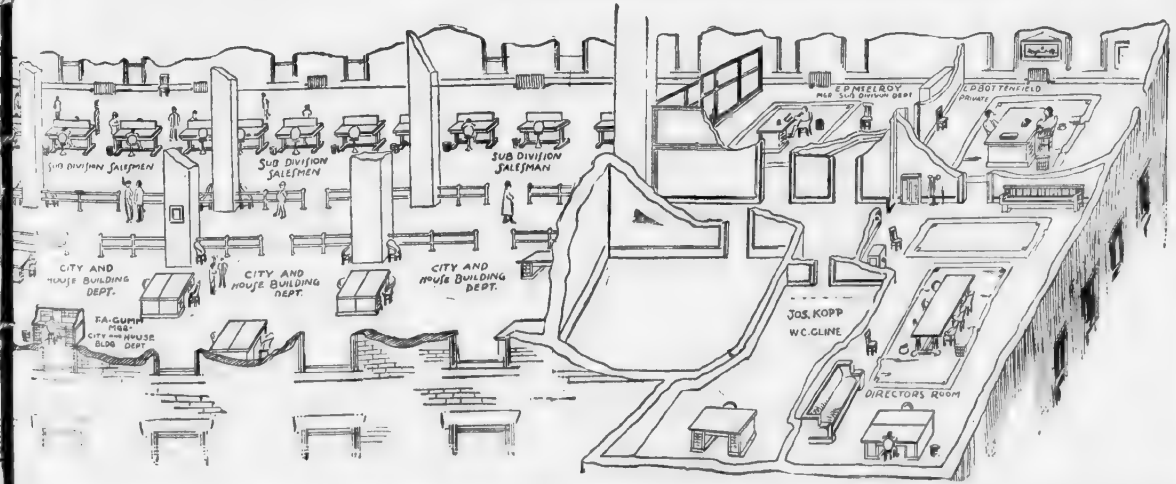 E.P. McELROY
MGR SUB DIVISION DEPT
L.P. BOTTENFIELD
PRIVATE
SUB DIVISION SALESMEN
SUB DIVISION
SALESMEN
SUB DIVISION
SALESMAN
CITY AND
HOUSE BUILDING
DEPT.
CITY AND
HOUSE BUILDING
DEPT.
CITY AND
HOUSE BUILDING
DEPT.
F.A. GUMP
MGR-
CITY AND HOUSE
BLDG DEPT
JOS. KOPP
W.C. CLINE
DIRECTORS ROOM